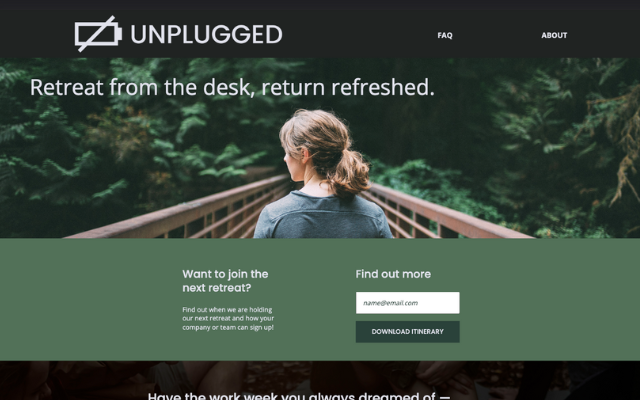 UNPLUGGED
FAQ
ABOUT
Retreat from the desk, return refreshed.
Want to join the
next retreat?
Find out when we are holding
our next retreat and how your
company or team can sign up!
Find out more
name@email.com
DOWNLOAD ITINERARY
Have the work week you always dreamed of —